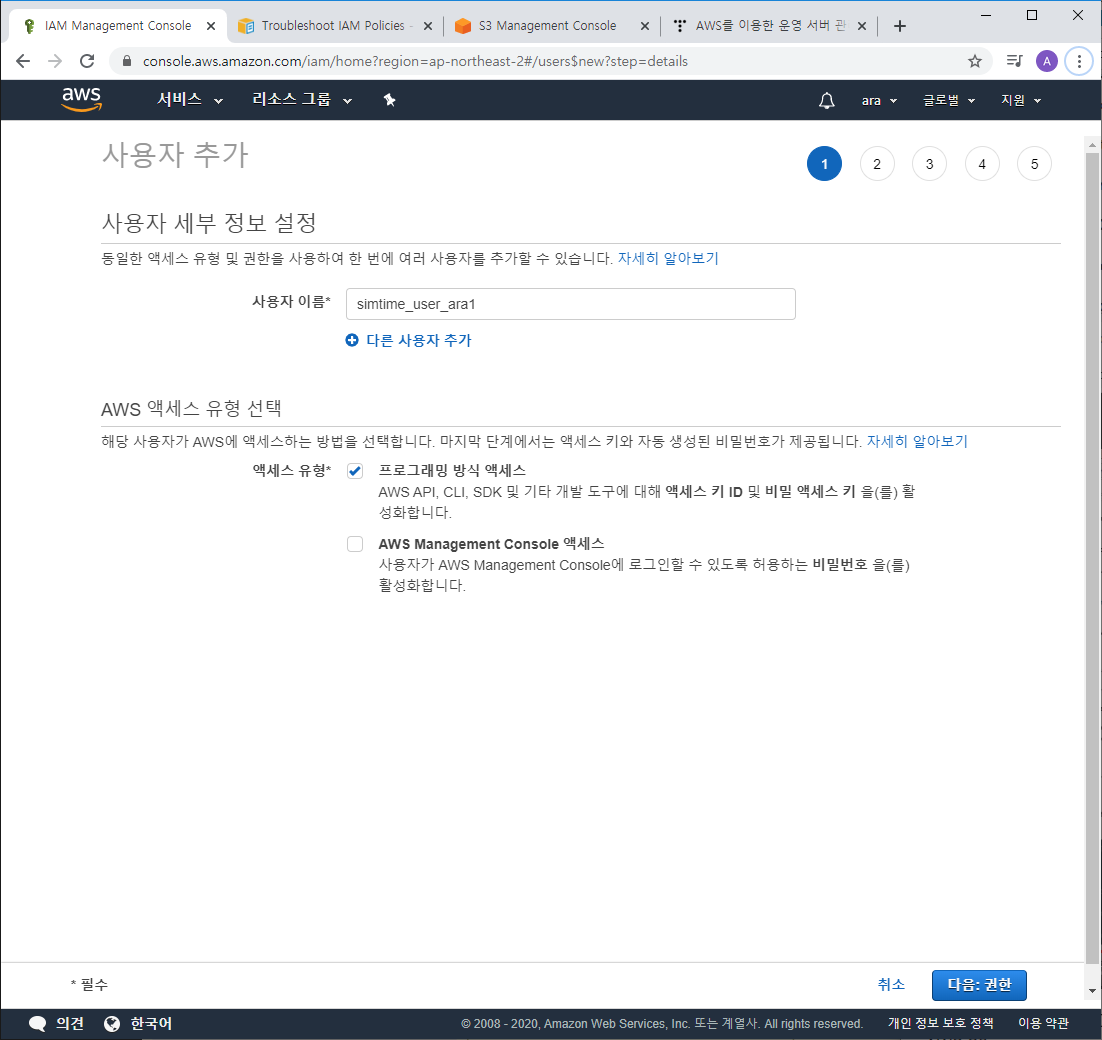 IAM Management Console
Troubleshoot IAM Policies -
S3 Management Console
AWS를 이용한 운영 서버 관
console.aws.amazon.com/iam/home?region=ap-northeast-2#/users$new?step=details
A
aws
서비스
리소스 그룹
ara
글로벌
지원
사용자 추가
1
2
3
4
5
사용자 세부 정보 설정
동일한 액세스 유형 및 권한을 사용하여 한 번에 여러 사용자를 추가할 수 있습니다. 자세히 알아보기
사용자 이름*
simtime_user_ara1
다른 사용자 추가
AWS 액세스 유형 선택
해당 사용자가 AWS에 액세스하는 방법을 선택합니다. 마지막 단계에서는 액세스 키와 자동 생성된 비밀번호가 제공됩니다. 자세히 알아보기
액세스 유형*
프로그래밍 방식 액세스
AWS API, CLI, SDK 및 기타 개발 도구에 대해 액세스 키 ID 및 비밀 액세스 키 을(를) 활
성화합니다.
AWS Management Console 액세스
사용자가 AWS Management Console에 로그인할 수 있도록 허용하는 비밀번호 을(를)
활성화합니다.
* 필수
취소
다음: 권한
의견
한국어
© 2008 - 2020, Amazon Web Services, Inc. 또는 계열사. All rights reserved.
개인 정보 보호 정책
이용 약관